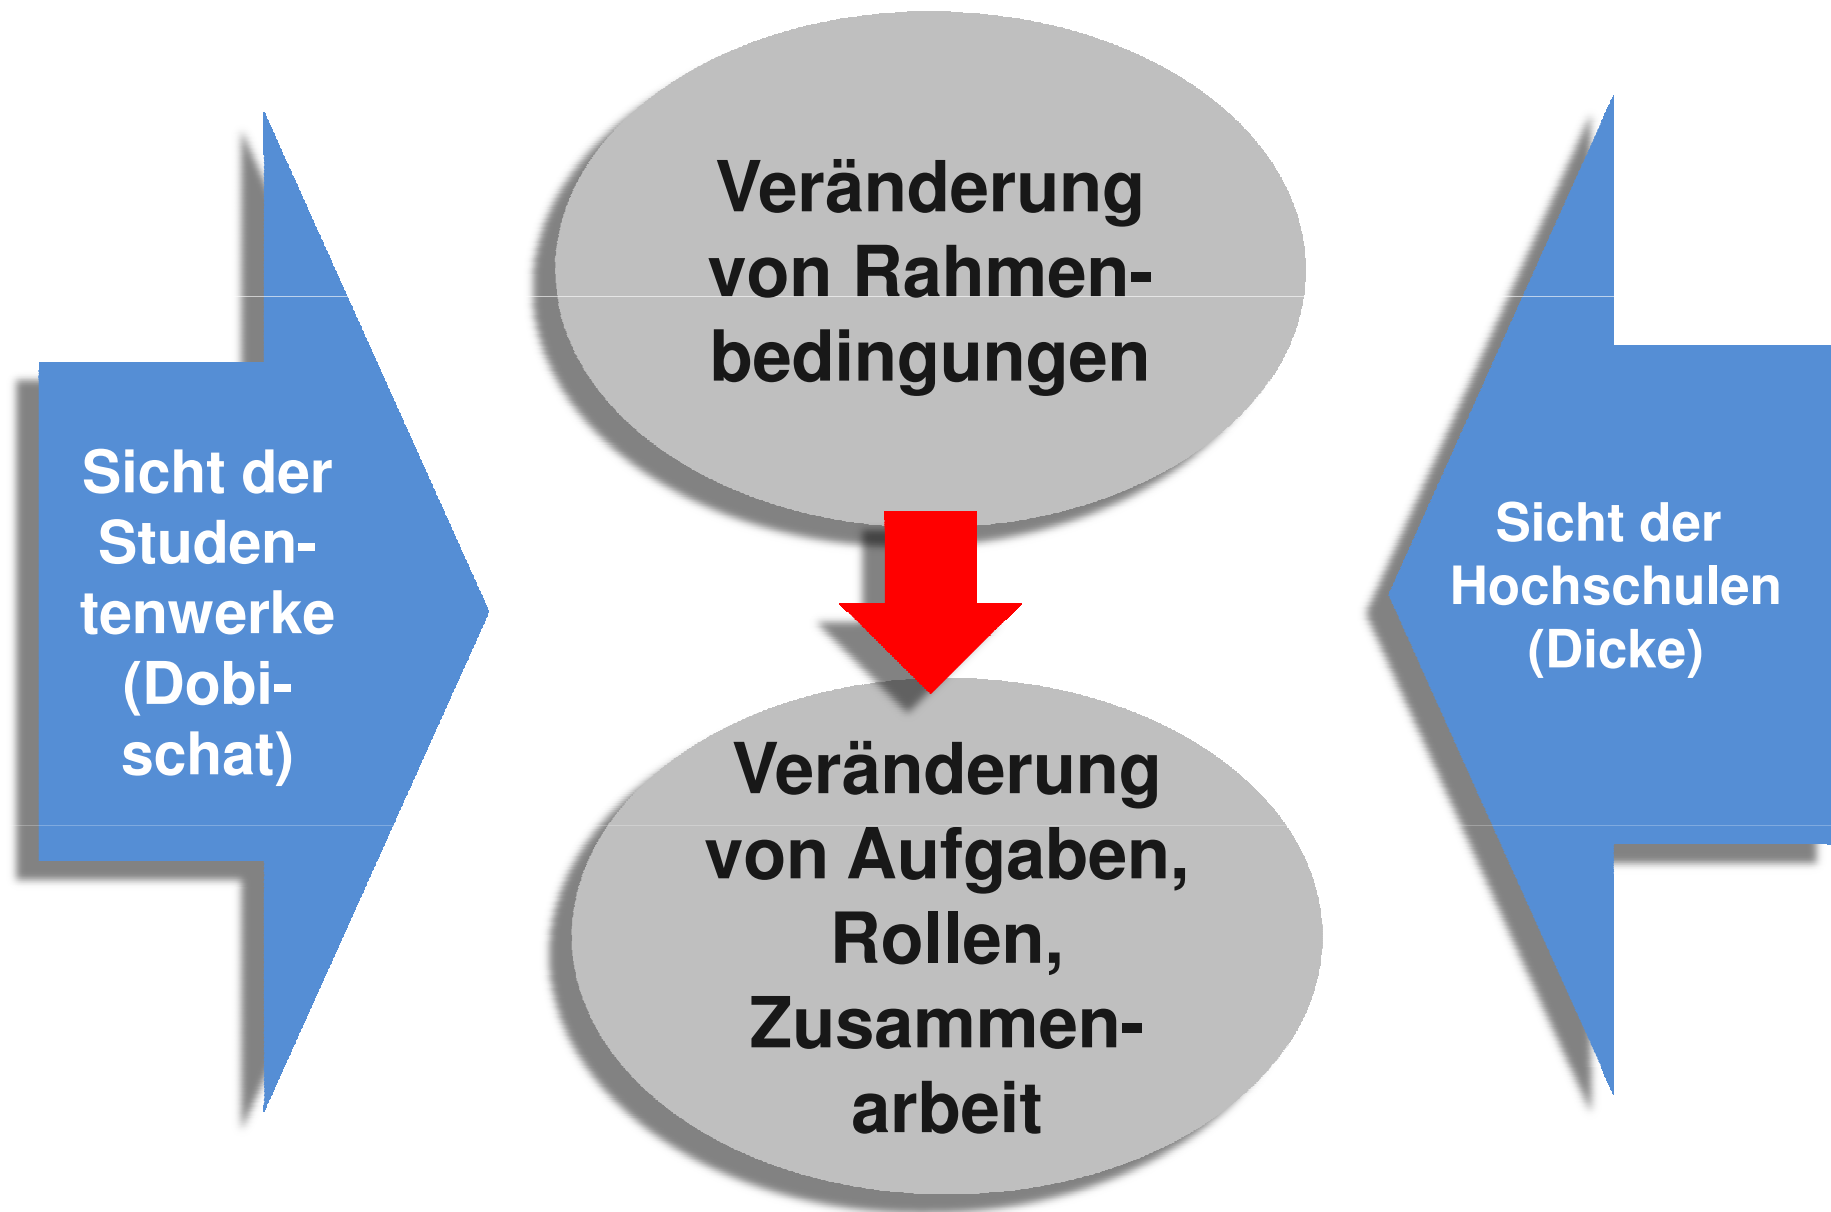 Veränderung
von Rahmen-
bedingungen
Sicht der
Studen-
tenwerke
(Dobi-
schat)
Sicht der
Hochschulen
(Dicke)
Veränderung
von Aufgaben,
Rollen,
Zusammen-
arbeit